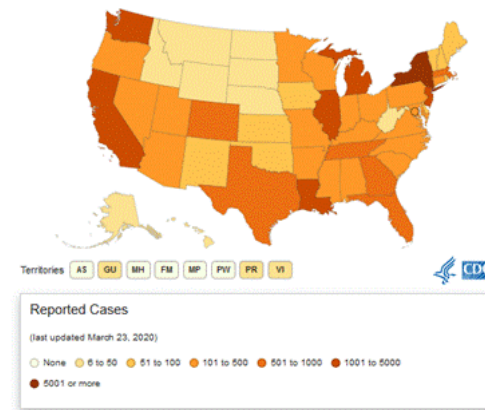 Territories AS GU MH FM MP PW PR VI
CDC
Reported Cases
(last updated March 23, 2020)
None 6 to 50 51 to 100 101 to 500 501 to 1000 1001 to 5000
5001 or more